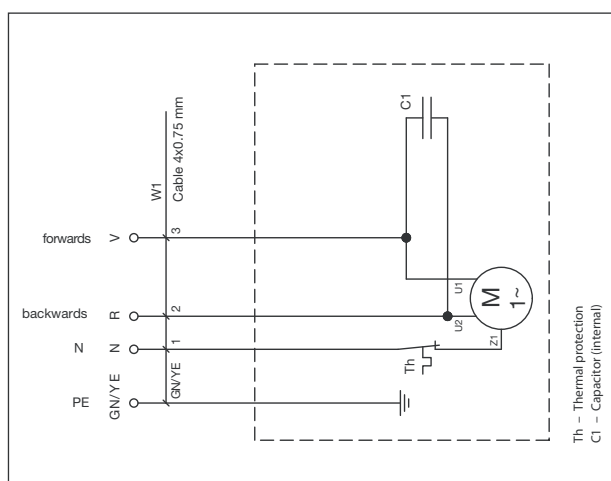 W1
Cable 4x0.75 mm
C1
forwards V 3
U1
M
1~
backwards R 2
U2
N N 1
Z1
Th
PE GN/YE GN/YE
Th – Thermal protection
C1 – Capacitor (internal)